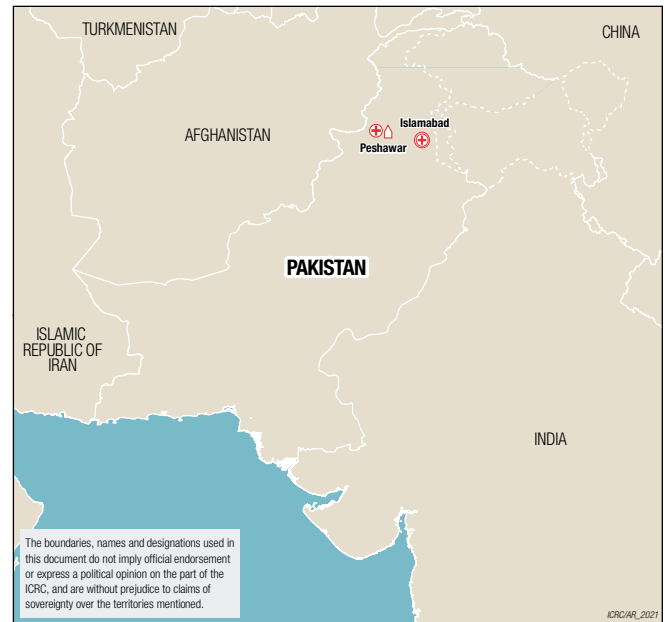 TURKMENISTAN
CHINA
AFGHANISTAN
Islamabad
Peshawar
PAKISTAN
ISLAMIC
REPUBLIC OF
IRAN
INDIA
The boundaries, names and designations used in
this document do not imply official endorsement
or express a political opinion on the part of the
ICRC, and are without prejudice to claims of
sovereignty over the territories mentioned.
ICRC/AR_2021